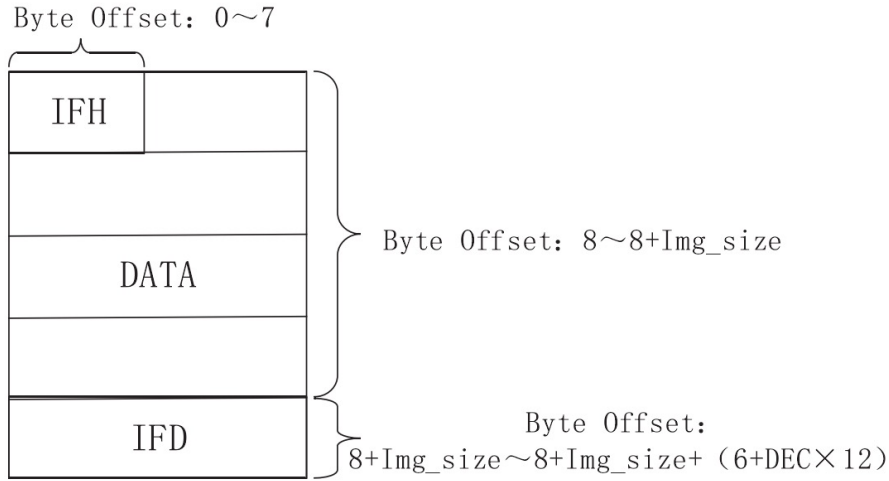 Byte Offset: 0～7
IFH
Byte Offset: 8～8+Img_size
DATA
IFD
Byte Offset:
8+Img_size～8+Img_size+（6+DEC×12）